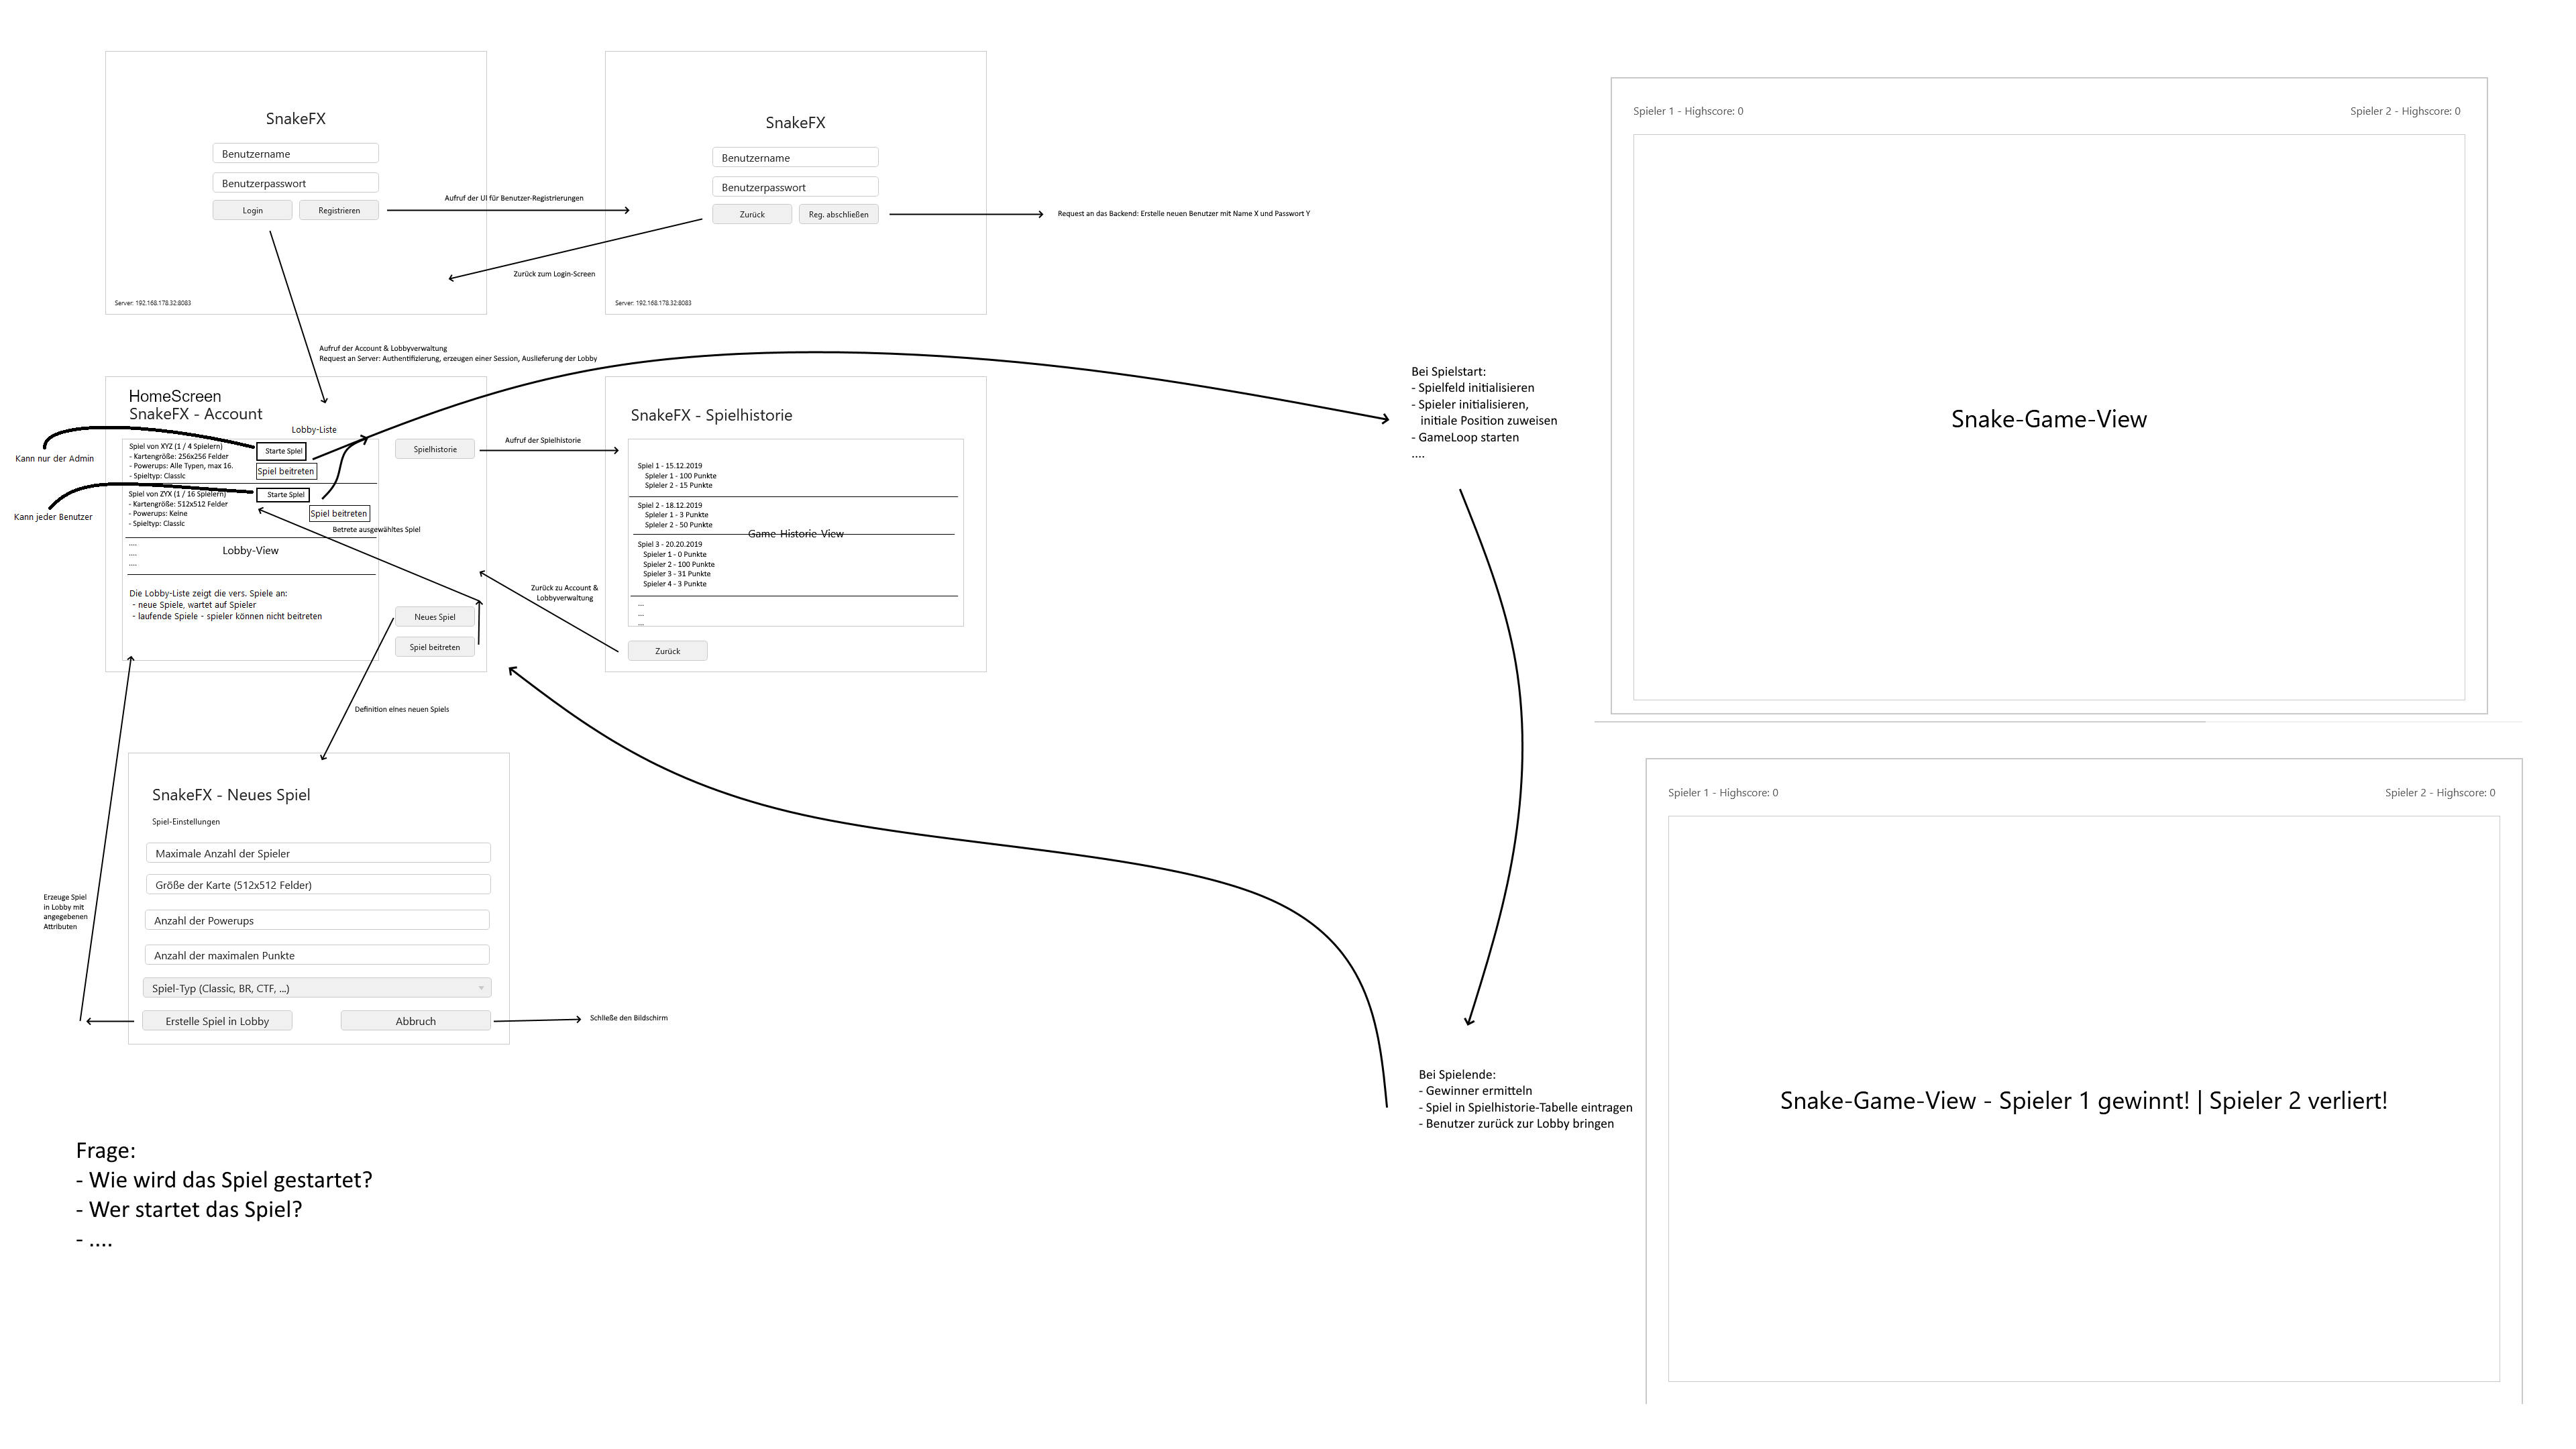 SnakeFX
Benutzername
Benutzerpasswort
Login
Registrieren
Server: 192.168.178.32:8083
Aufruf der UI für Benutzer-Registrierungen
Zurück zum Login-Screen
SnakeFX
Benutzername
Benutzerpasswort
Zurück
Reg. abschließen
Server: 192.168.178.32:8083
Request an das Backend: Erstelle neuen Benutzer mit Name X und Passwort Y
Aufruf der Account & Lobbyverwaltung
Request an Server: Authentifizierung, erzeugen einer Session, Auslieferung der Lobby
HomeScreen
SnakeFX - Account
Lobby-Liste
Kann nur der Admin
Kann jeder Benutzer
Spiel von XYZ (1 / 4 Spielern)
- Kartengröße: 256x256 Felder
- Powerups: Alle Typen, max 16.
- Spieltyp: Classic
Starte Spiel
Spiel beitreten
Spiel von ZYX (1 / 16 Spielern)
- Kartengröße: 512x512 Felder
- Powerups: Keine
- Spieltyp: Classic
Starte Spiel
Spiel beitreten
Betrete ausgewähltes Spiel
....
....
....
Lobby-View
Die Lobby-Liste zeigt die vers. Spiele an:
- neue Spiele, wartet auf Spieler
- laufende Spiele - spieler können nicht beitreten
Spielhistorie
Neues Spiel
Spiel beitreten
Aufruf der Spielhistorie
Zurück zu Account &
Lobbyverwaltung
SnakeFX - Spielhistorie
Spiel 1 - 15.12.2019
Spieler 1 - 100 Punkte
Spieler 2 - 15 Punkte
Spiel 2 - 18.12.2019
Spieler 1 - 3 Punkte
Spieler 2 - 50 Punkte
Game-Historie-View
Spiel 3 - 20.20.2019
Spieler 1 - 0 Punkte
Spieler 2 - 100 Punkte
Spieler 3 - 31 Punkte
Spieler 4 - 3 Punkte
...
...
...
Zurück
Definition eines neuen Spiels
SnakeFX - Neues Spiel
Spiel-Einstellungen
Maximale Anzahl der Spieler
Größe der Karte (512x512 Felder)
Anzahl der Powerups
Anzahl der maximalen Punkte
Spiel-Typ (Classic, BR, CTF, ...)
Erstelle Spiel in Lobby
Abbruch
Schließe den Bildschirm
Erzeuge Spiel
in Lobby mit
angegebenen
Attributen
Frage:
- Wie wird das Spiel gestartet?
- Wer startet das Spiel?
- ....
Bei Spielstart:
- Spielfeld initialisieren
- Spieler initialisieren,
initiale Position zuweisen
- GameLoop starten
....
Bei Spielende:
- Gewinner ermitteln
- Spiel in Spielhistorie-Tabelle eintragen
- Benutzer zurück zur Lobby bringen
Spieler 1 - Highscore: 0
Spieler 2 - Highscore: 0
Snake-Game-View
Spieler 1 - Highscore: 0
Spieler 2 - Highscore: 0
Snake-Game-View - Spieler 1 gewinnt! | Spieler 2 verliert!